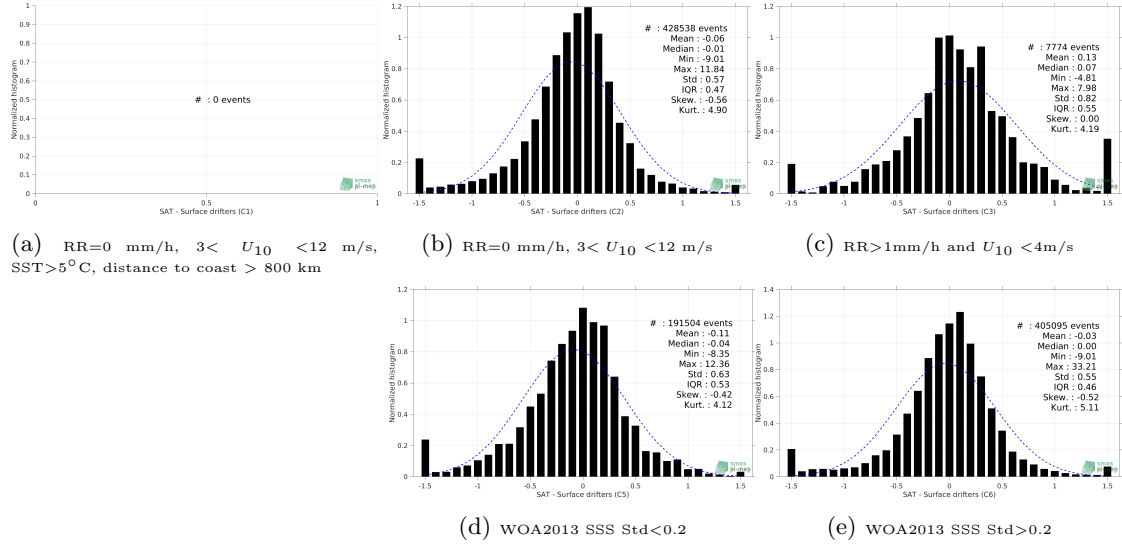 1
0.9
0.8
0.7
0.6
0.5
0.4
0.3
0.2
0.1
0
Normalized histogram
# : 0 events
smos
pi-mep
0 0.5 1
SAT - Surface drifters (C1)
(a) RR=0 mm/h, 3< U10 <12 m/s,
SST>5°C, distance to coast > 800 km
1.2
1
0.8
0.6
0.4
0.2
0
Normalized histogram
# : 428538 events
Mean : -0.06
Median : -0.01
Min : -9.01
Max : 11.84
Std : 0.57
IQR : 0.47
Skew. : -0.56
Kurt. : 4.90
smos
pi-mep
-1.5 -1 -0.5 0 0.5 1 1.5
SAT - Surface drifters (C2)
(b) RR=0 mm/h, 3< U10 <12 m/s
1.2
1
0.8
0.6
0.4
0.2
0
Normalized histogram
# : 7774 events
Mean : 0.13
Median : 0.07
Min : -4.81
Max : 7.98
Std : 0.82
IQR : 0.55
Skew. : 0.00
Kurt. : 4.19
smos
pi-mep
-1.5 -1 -0.5 0 0.5 1 1.5
SAT - Surface drifters (C3)
(c) RR>1mm/h and U10 <4m/s
1.2
1
0.8
0.6
0.4
0.2
0
Normalized histogram
# : 191504 events
Mean : -0.11
Median : -0.04
Min : -8.35
Max : 12.36
Std : 0.63
IQR : 0.53
Skew. : -0.42
Kurt. : 4.12
smos
pi-mep
-1.5 -1 -0.5 0 0.5 1 1.5
SAT - Surface drifters (C5)
(d) WOA2013 SSS Std<0.2
1.4
1.2
1
0.8
0.6
0.4
0.2
0
Normalized histogram
# : 405095 events
Mean : -0.03
Median : 0.00
Min : -9.01
Max : 33.21
Std : 0.55
IQR : 0.46
Skew. : -0.52
Kurt. : 5.11
smos
pi-mep
-1.5 -1 -0.5 0 0.5 1 1.5
SAT - Surface drifters (C6)
(e) WOA2013 SSS Std>0.2